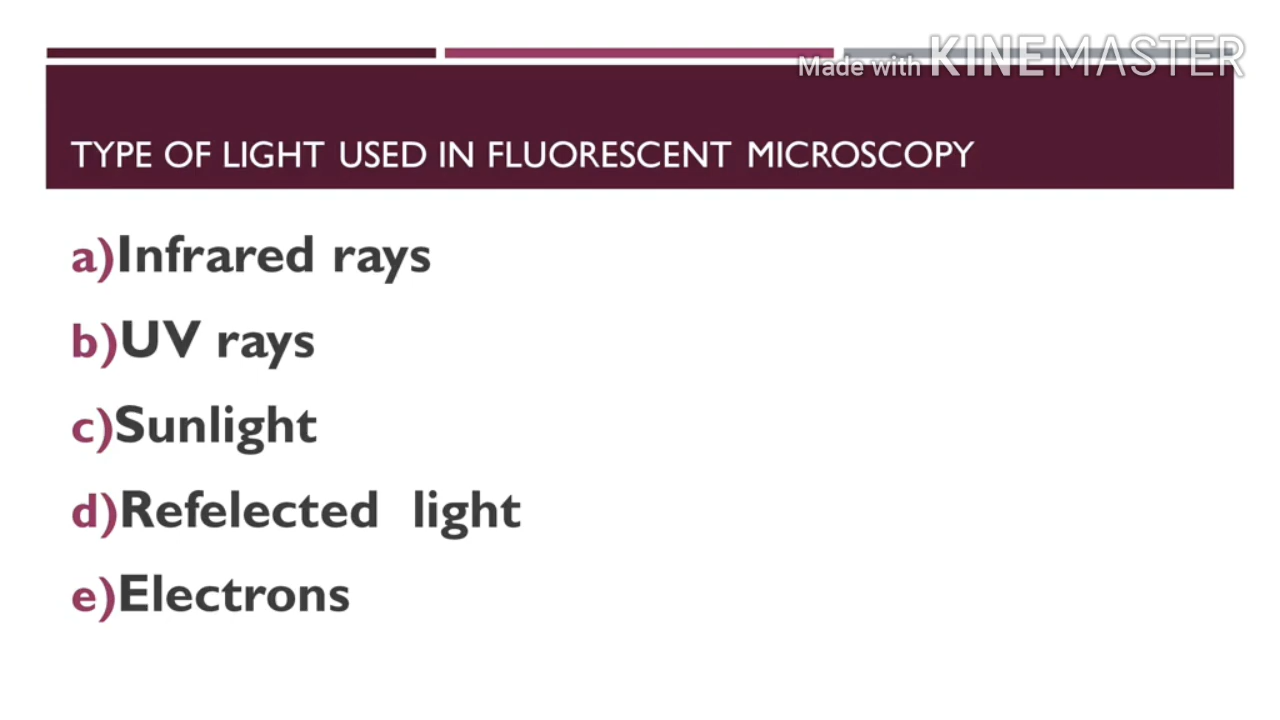 Made with KINEMASTER
TYPE OF LIGHT USED IN FLUORESCENT MICROSCOPY
a)Infrared rays
b)UV rays
c)Sunlight
d)Refelected light
e)Electrons